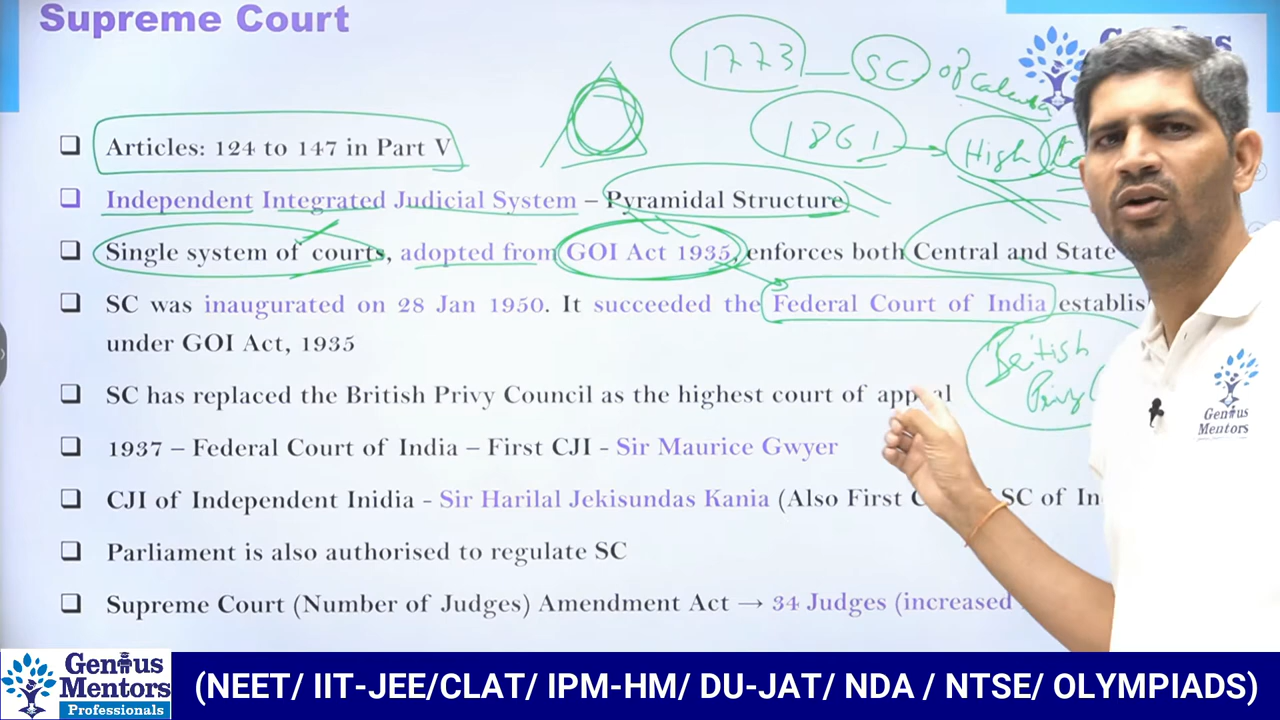 Supreme Court
1773 — SC of Calcutta
1861 → High
Articles: 124 to 147 in Part V
Independent Integrated Judicial System – Pyramidal Structure
Single system of courts, adopted from GOI Act 1935, enforces both Central and State
SC was inaugurated on 28 Jan 1950. It succeeded the Federal Court of India
under GOI Act, 1935
British
Privy
SC has replaced the British Privy Council as the highest court of appeal
1937 – Federal Court of India – First CJI - Sir Maurice Gwyer
CJI of Independent Inidia - Sir Harilal Jekisundas Kania (Also First SC of
Parliament is also authorised to regulate SC
Supreme Court (Number of Judges) Amendment Act → 34 Judges (increased
Genius
Mentors
Genius
Mentors
Professionals
(NEET/ IIT-JEE/CLAT/ IPM-HM/ DU-JAT/ NDA / NTSE/ OLYMPIADS)